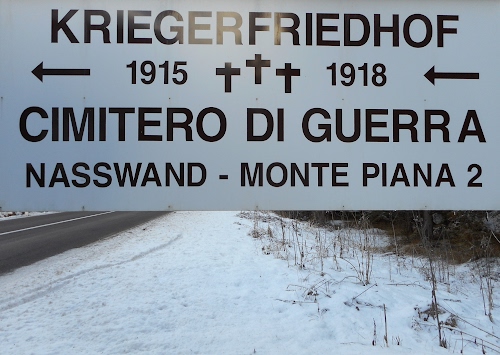 KRIEGERFRIEDHOF
1915 1918
CIMITERO DI GUERRA
NASSWAND - MONTE PIANA 2